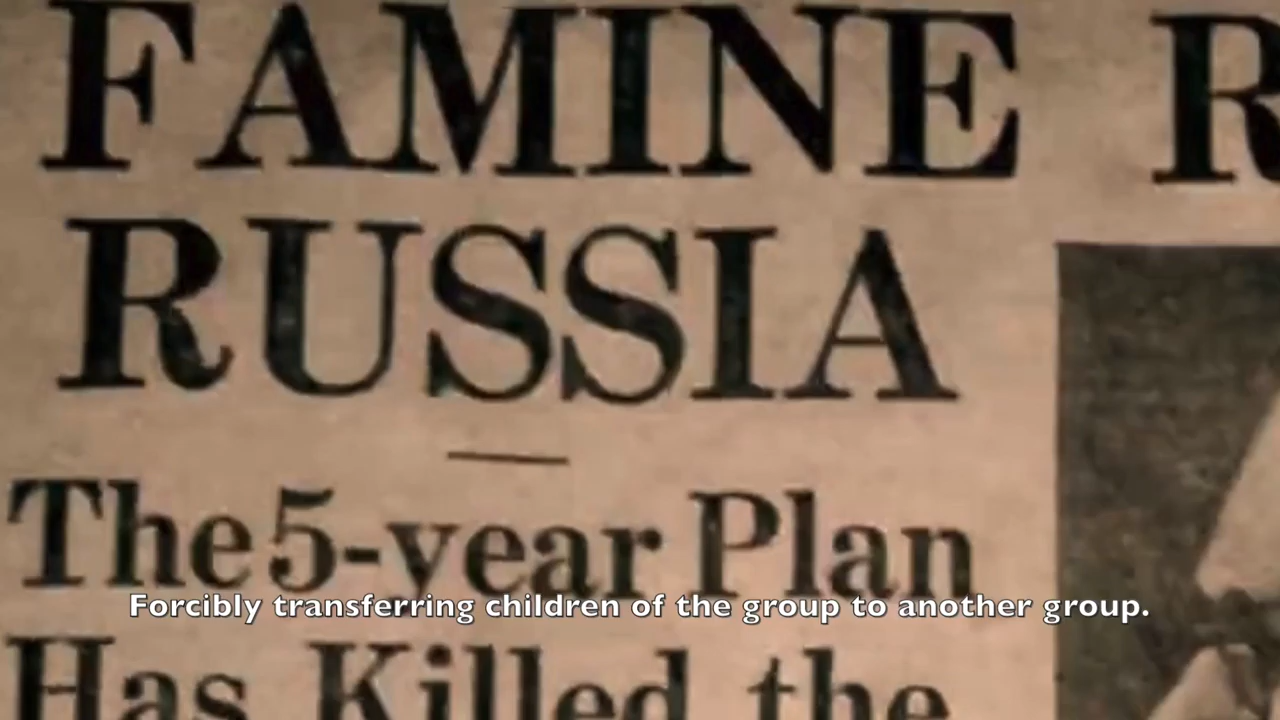 FAMINE
RUSSIA
The 5-year Plan
Forcibly transferring children of the group to another group.
Has Killed the
R